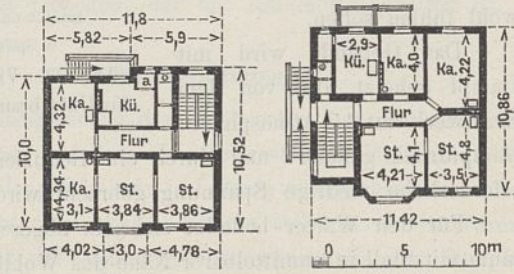 11,8
5,82 5,9
a
Ka. Kü.
4,32
Flur
10,0
10,52
4,34
Ka. St. St.
3,1 3,84 3,86
4,02 3,0 4,78
2,9
Kü. Ka. Ka.
4,0
4,22
10,86
Flur
St. St.
4,1
4,8
4,21 3,5
11,42
0 5 10m